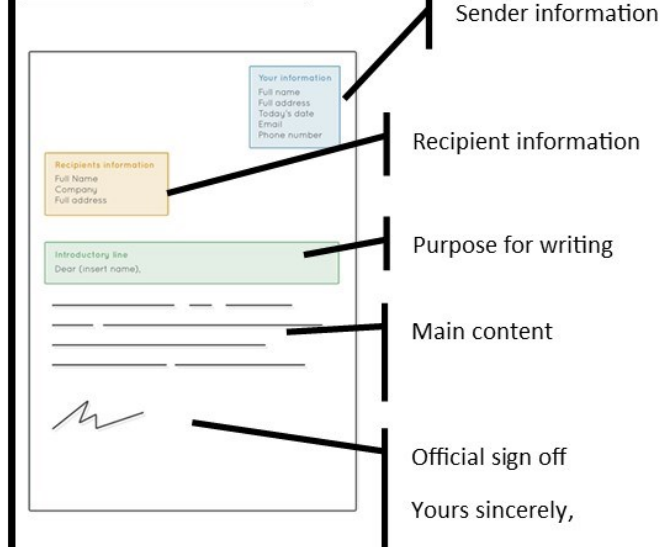 Sender information
Your information
Full name
Full address
Today's date
Email
Phone number
Recipient information
Recipients information
Full Name
Company
Full address
Purpose for writing
Introductory line
Dear (insert name),
Main content
Official sign off
Yours sincerely,